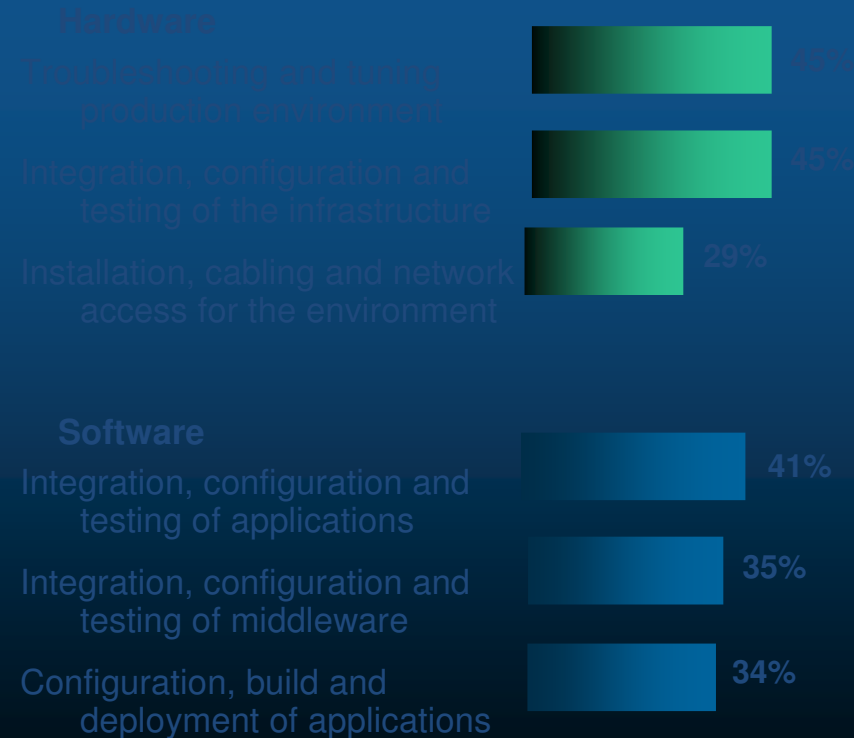 Hardware
Troubleshooting and tuning
production environment
45%
Integration, configuration and
testing of the infrastructure
45%
Installation, cabling and network
access for the environment
29%
Software
Integration, configuration and
testing of applications
41%
Integration, configuration and
testing of middleware
35%
Configuration, build and
deployment of applications
34%